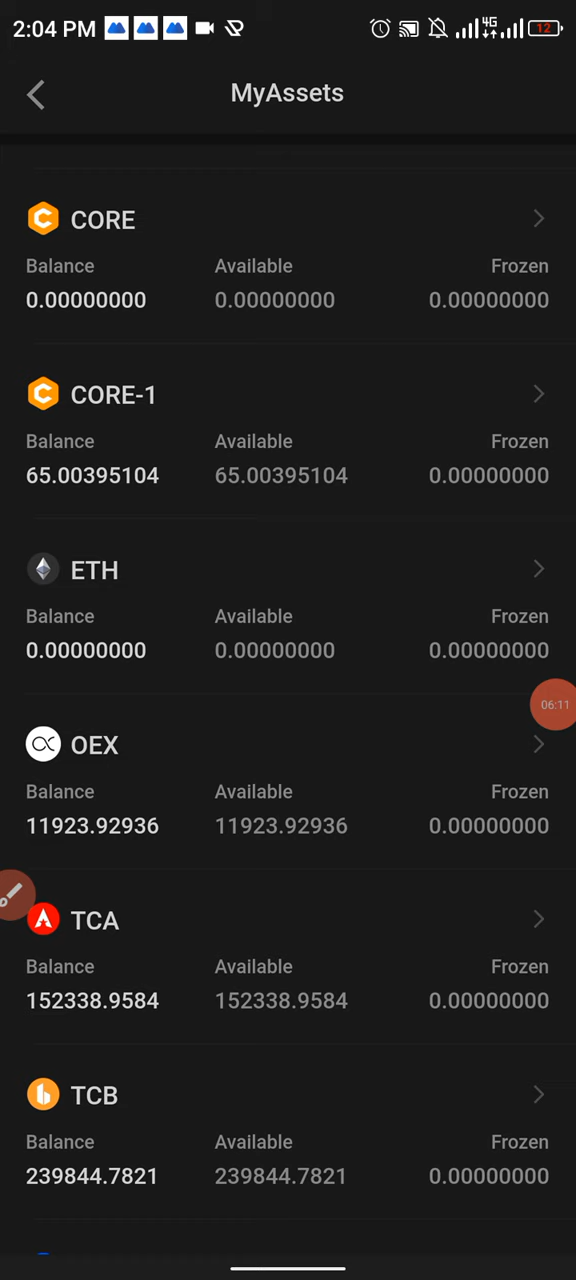 2:04 PM 4G 12
MyAssets
CORE
Balance Available Frozen
0.00000000 0.00000000 0.00000000
CORE-1
Balance Available Frozen
65.00395104 65.00395104 0.00000000
ETH
Balance Available Frozen
0.00000000 0.00000000 0.00000000
06:11
OEX
Balance Available Frozen
11923.92936 11923.92936 0.00000000
TCA
Balance Available Frozen
152338.9584 152338.9584 0.00000000
TCB
Balance Available Frozen
239844.7821 239844.7821 0.00000000